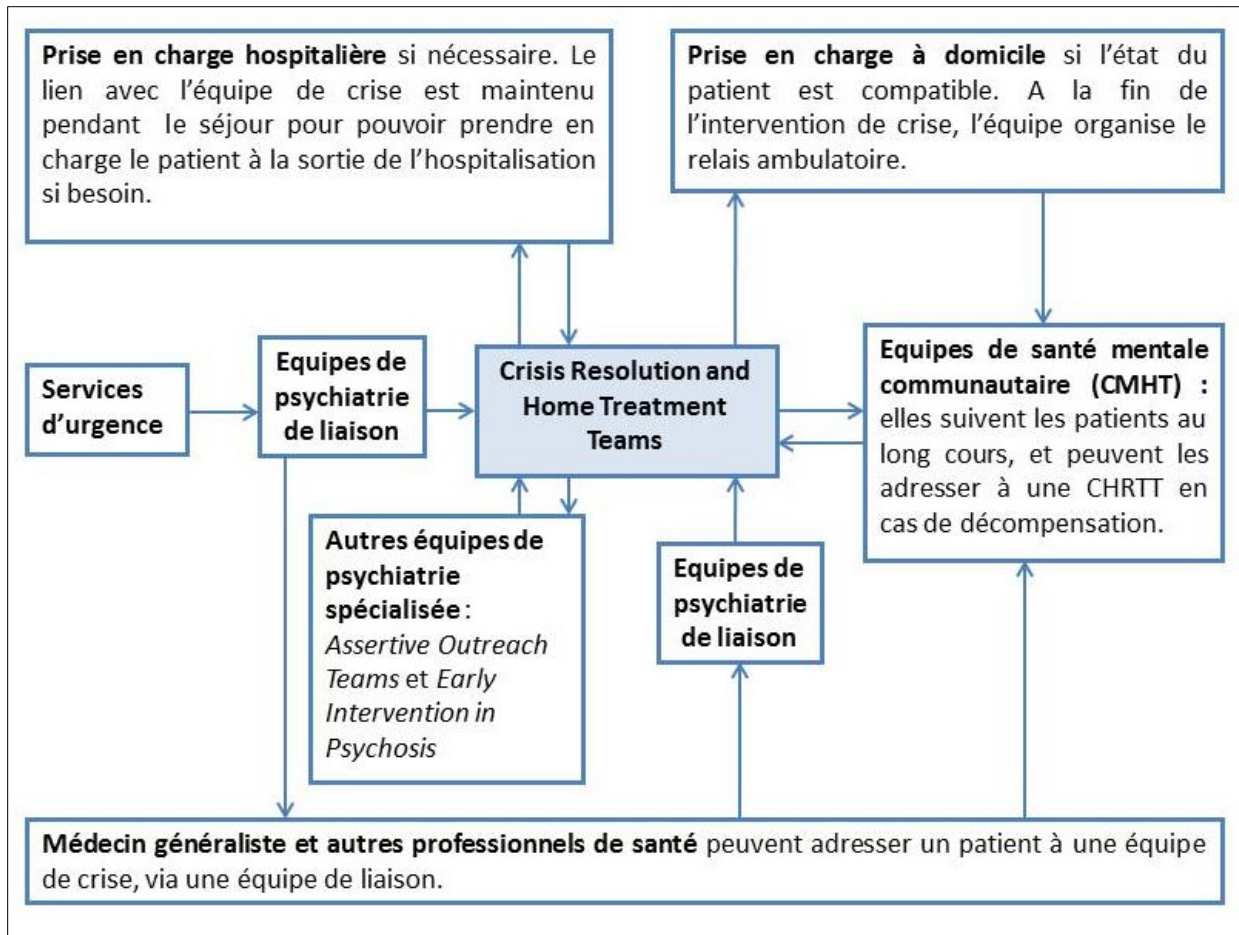 Prise en charge hospitalière si nécessaire. Le
lien avec l'équipe de crise est maintenu
pendant le séjour pour pouvoir prendre en
charge le patient à la sortie de l'hospitalisation
si besoin.
Prise en charge à domicile si l'état du
patient est compatible. A la fin de
l'intervention de crise, l'équipe organise le
relais ambulatoire.
Services
d'urgence
Equipes de
psychiatrie
de liaison
Crisis Resolution and
Home Treatment
Teams
Equipes de santé mentale
communautaire (CMHT) :
elles suivent les patients au
long cours, et peuvent les
adresser à une CHRTT en
cas de décompensation.
Autres équipes de
psychiatrie
spécialisée :
Assertive Outreach
Teams et Early
Intervention in
Psychosis
Equipes de
psychiatrie
de liaison
Médecin généraliste et autres professionnels de santé peuvent adresser un patient à une équipe
de crise, via une équipe de liaison.